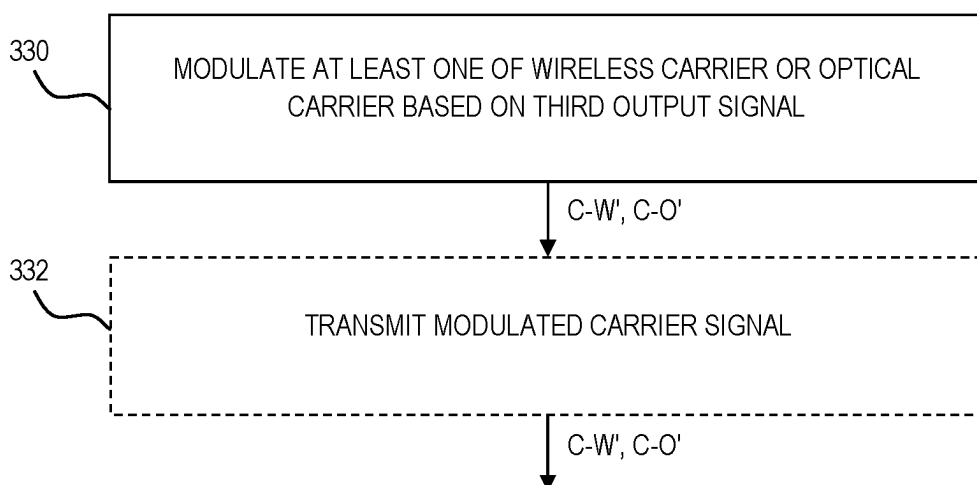 330
MODULATE AT LEAST ONE OF WIRELESS CARRIER OR OPTICAL
CARRIER BASED ON THIRD OUTPUT SIGNAL
C-W', C-O'
332
TRANSMIT MODULATED CARRIER SIGNAL
C-W', C-O'